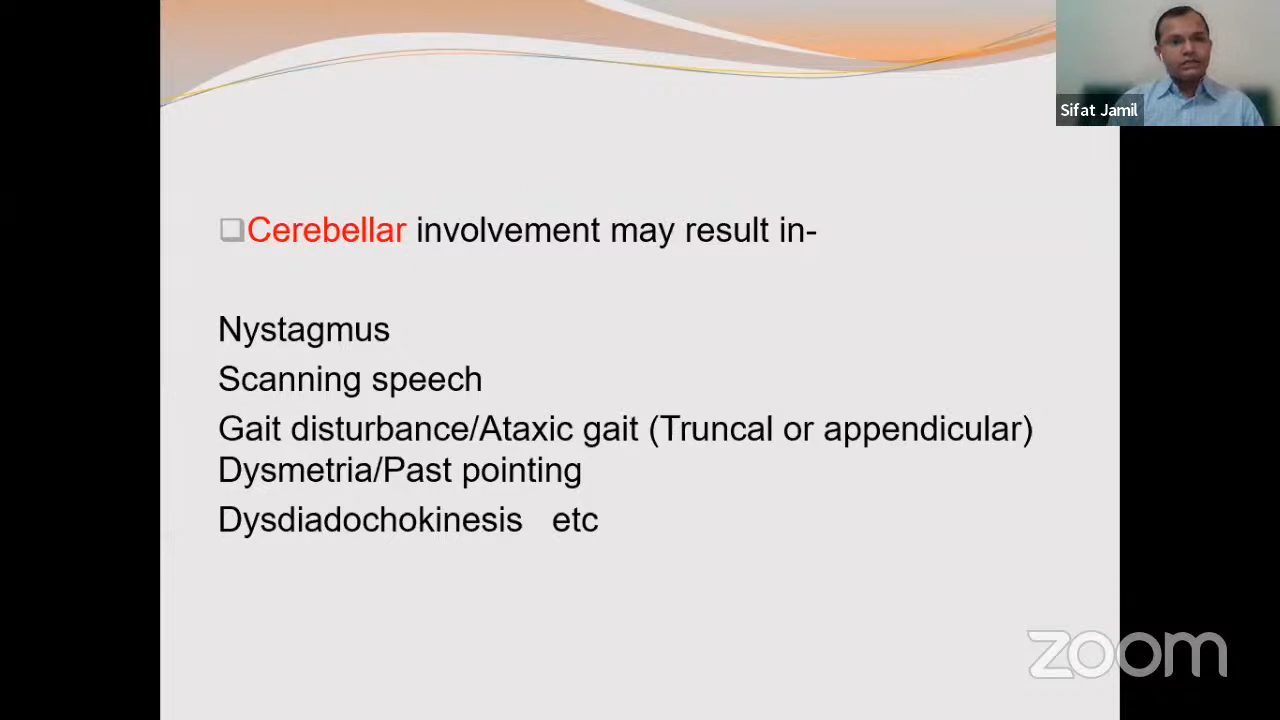 Sifat Jamil
Cerebellar involvement may result in-
Nystagmus
Scanning speech
Gait disturbance/Ataxic gait (Truncal or appendicular)
Dysmetria/Past pointing
Dysdiadochokinesis etc
zoom